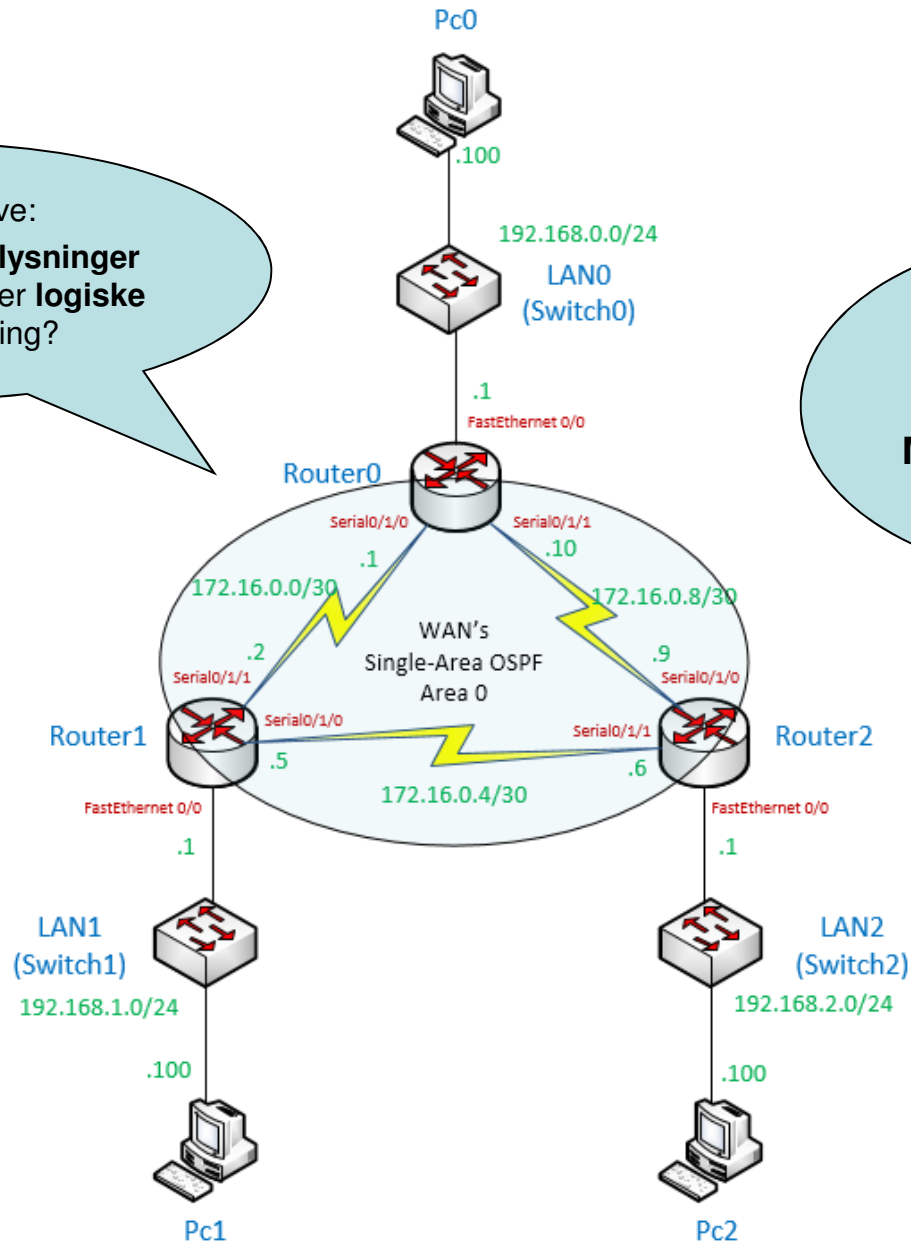 Pc0
.100
lysninger
er logiske
ing?
192.168.0.0/24
LAN0
(Switch0)
.1
FastEthernet 0/0
Router0
Serial0/1/0
Serial0/1/1
.1
.10
172.16.0.0/30
172.16.0.8/30
WAN's
Single-Area OSPF
Area 0
.2
.9
Serial0/1/1
Serial0/1/0
Router1
Serial0/1/0
Serial0/1/1
Router2
.5
.6
172.16.0.4/30
FastEthernet 0/0
FastEthernet 0/0
.1
.1
LAN1
(Switch1)
192.168.1.0/24
LAN2
(Switch2)
192.168.2.0/24
.100
.100
Pc1
Pc2